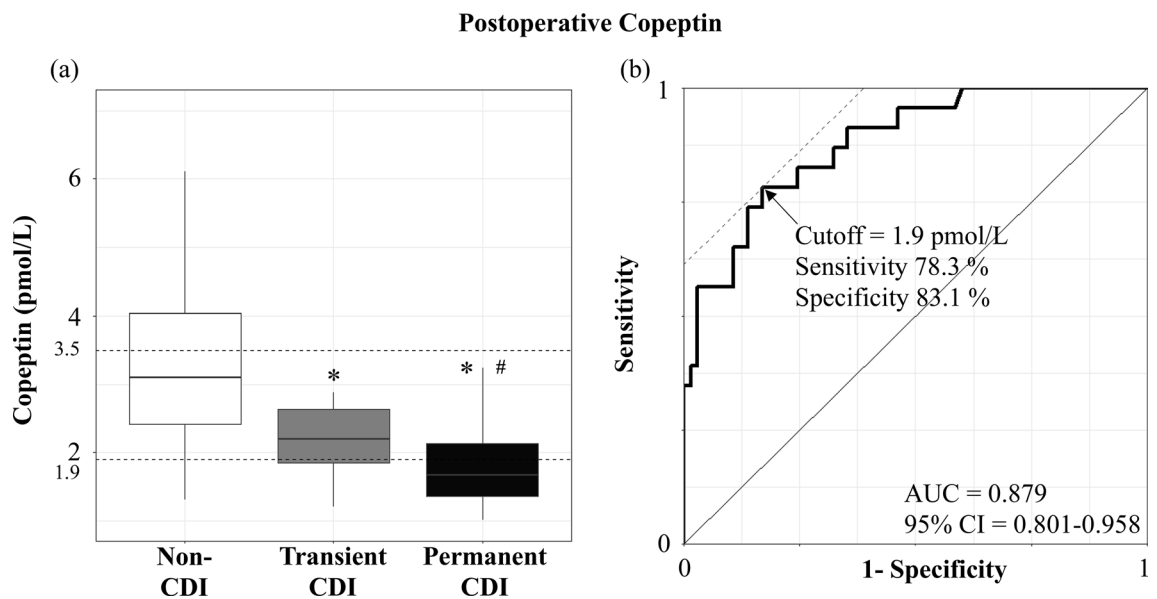 Postoperative Copeptin
(a)
Copeptin (pmol/L)
6
4
3.5
2
1.9
*
* #
Non-
CDI
Transient
CDI
Permanent
CDI
(b)
Sensitivity
1
0
Cutoff = 1.9 pmol/L
Sensitivity 78.3 %
Specificity 83.1 %
AUC = 0.879
95% CI = 0.801-0.958
0
1
1- Specificity